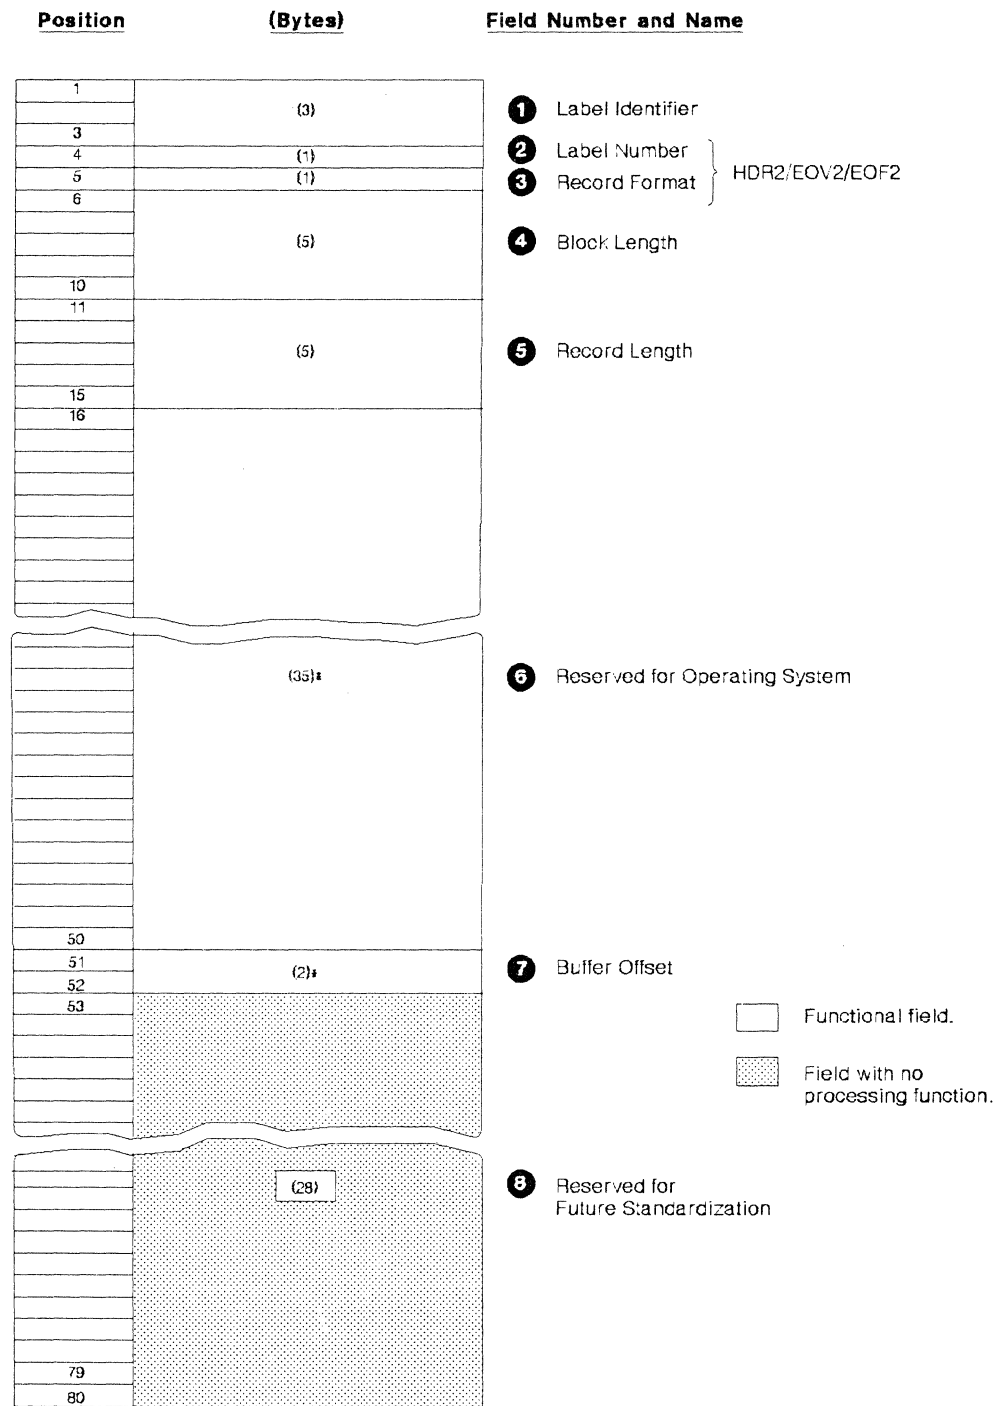 Position (Bytes) Field Number and Name
1
(3) 1 Label Identifier
3
4 (1) 2 Label Number
5 (1) 3 Record Format
HDR2/EOV2/EOF2
6
(5) 4 Block Length
10
11
(5) 5 Record Length
15
16
(35)* 6 Reserved for Operating System
50
51
(2)* 7 Buffer Offset
52
53
Functional field.
Field with no
processing function.
(28) 8 Reserved for
Future Standardization
79
80